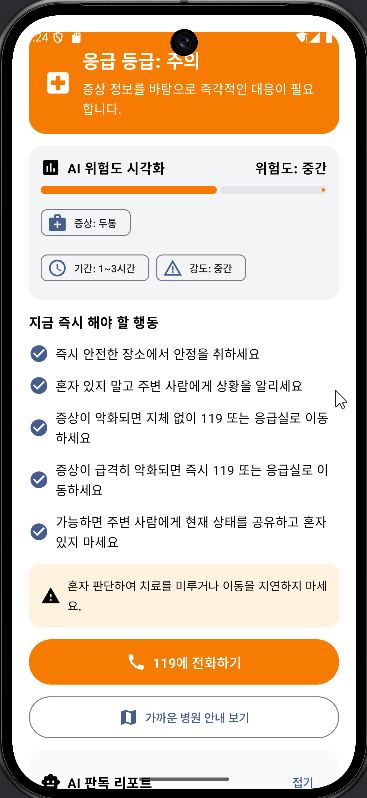 :24
응급 등급: 주의
증상 정보를 바탕으로 즉각적인 대응이 필요
합니다.
AI 위험도 시각화
위험도: 중간
증상: 두통
기간: 1~3시간
강도: 중간
지금 즉시 해야 할 행동
즉시 안전한 장소에서 안정을 취하세요
혼자 있지 말고 주변 사람에게 상황을 알리세요
증상이 악화되면 지체 없이 119 또는 응급실로 이동
하세요
증상이 급격히 악화되면 즉시 119 또는 응급실로 이
동하세요
가능하면 주변 사람에게 현재 상태를 공유하고 혼자
있지 마세요
혼자 판단하여 치료를 미루거나 이동을 지연하지 마세
요.
119에 전화하기
가까운 병원 안내 보기
AI 판독 리포트
접기